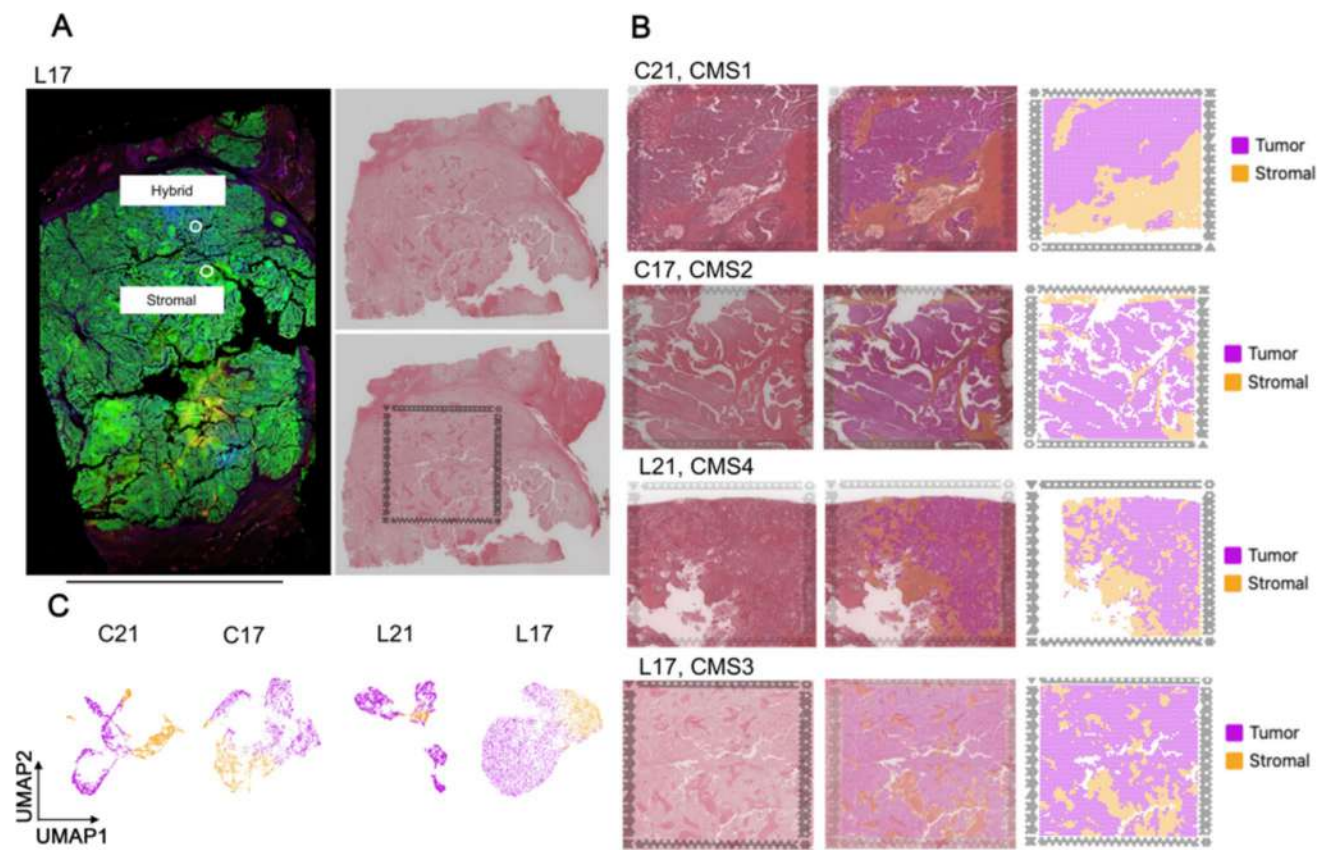 A
L17
Hybrid
Stromal
B
C21, CMS1
Tumor
Stromal
C17, CMS2
Tumor
Stromal
L21, CMS4
Tumor
Stromal
L17, CMS3
Tumor
Stromal
C
C21
C17
L21
L17
UMAP2
UMAP1